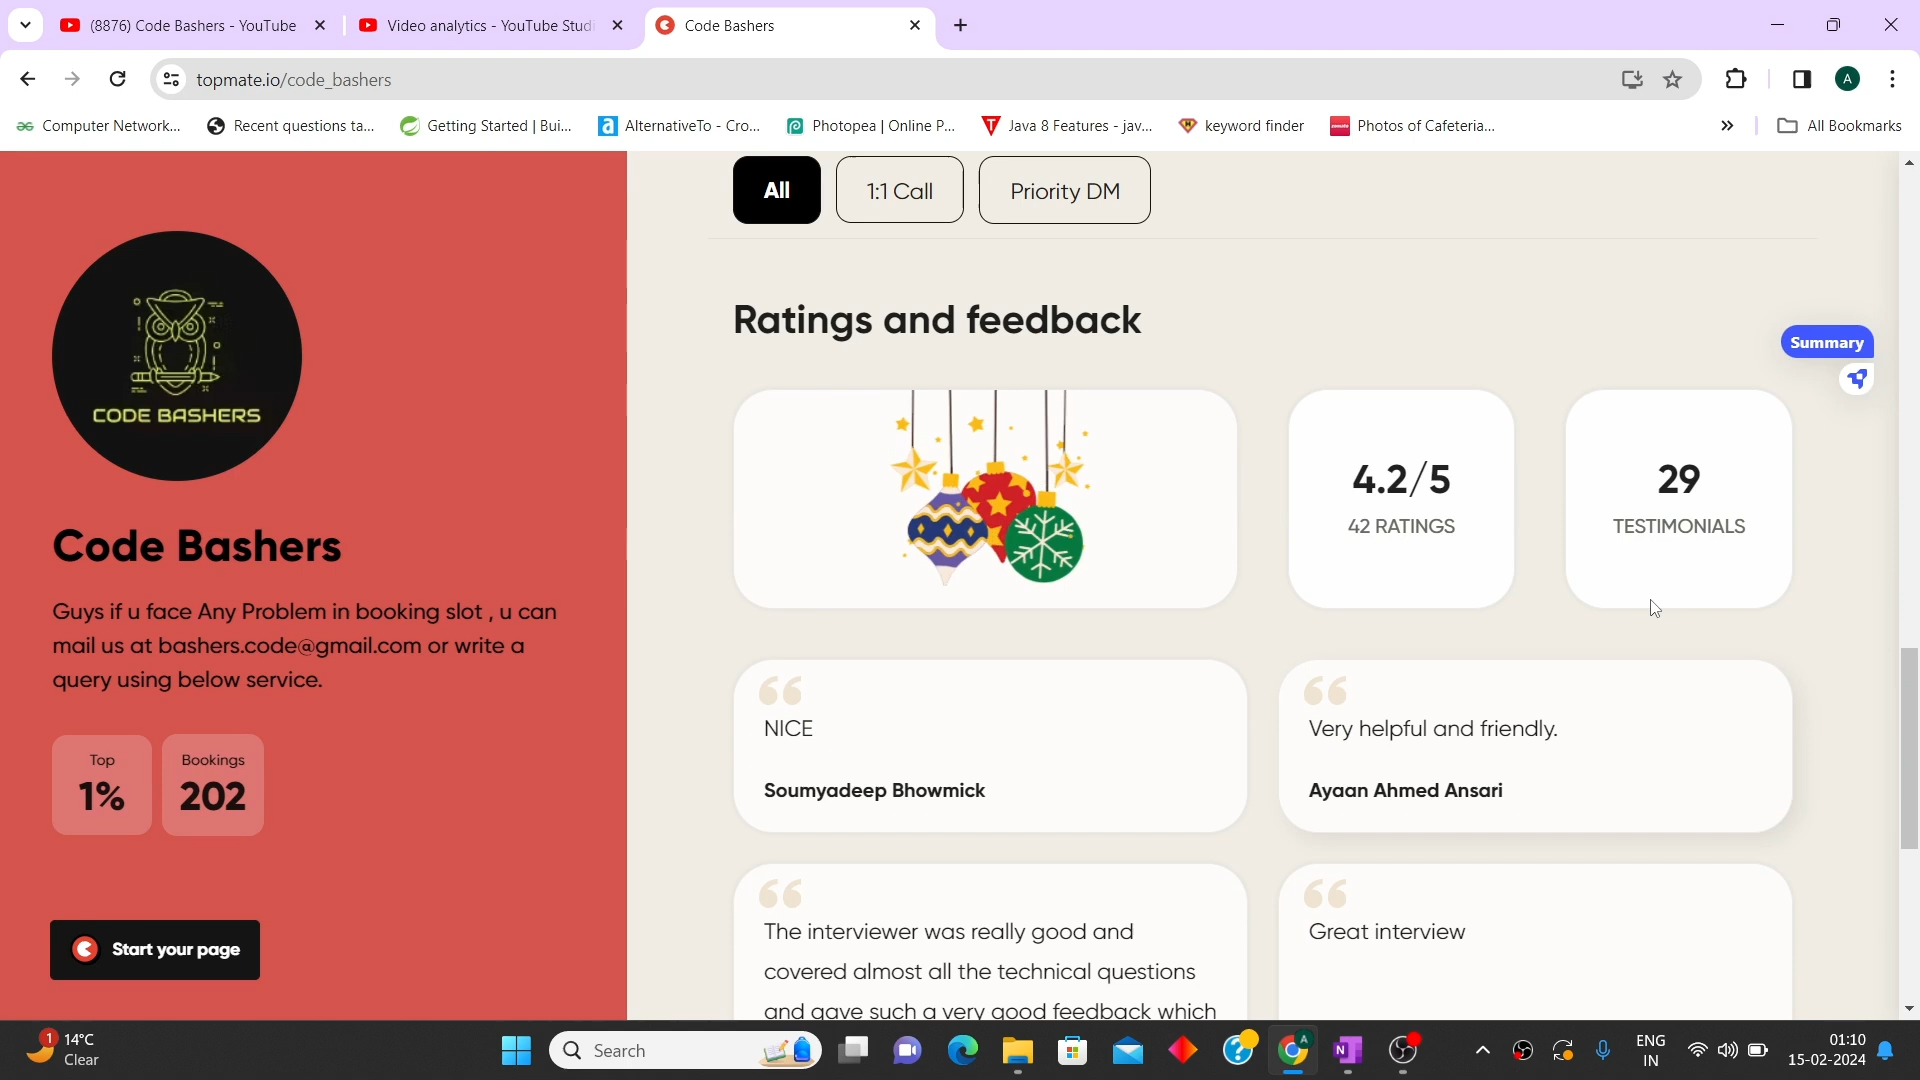 (8876) Code Bashers - YouTube
Video analytics - YouTube Studi
Code Bashers
topmate.io/code_bashers
A
Computer Network...
Recent questions ta...
Getting Started | Bui...
AlternativeTo - Cro...
Photopea | Online P...
Java 8 Features - jav...
keyword finder
Photos of Cafeteria...
All Bookmarks
All
1:1 Call
Priority DM
CODE BASHERS
Code Bashers
Guys if u face Any Problem in booking slot , u can
mail us at bashers.code@gmail.com or write a
query using below service.
Top
1%
Bookings
202
Start your page
Ratings and feedback
Summary
4.2/5
42 RATINGS
29
TESTIMONIALS
NICE
Soumyadeep Bhowmick
Very helpful and friendly.
Ayaan Ahmed Ansari
The interviewer was really good and
covered almost all the technical questions
and gave such a very good feedback which
Great interview
1
14°C
Clear
Search
ENG
IN
01:10
15-02-2024